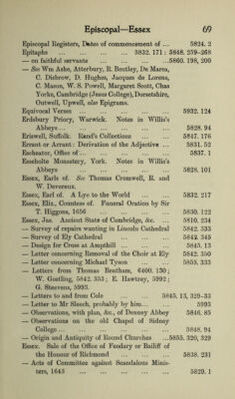 Episcopal—Essex 69
Episcopal Registers, Dates of commencement of ... 5824. 2
Epitaphs ... ... ... 5832. 171; 5848. 259-263
— on faithful servants ... ... ... 5860. 198, 200
— See Wm Ashe, Atterbury, R. Bentley, De Marca,
C. Disbrow, D. Hughes, Jacques de Lorens,
C. Mason, W. S. Powell, Margaret Scott, Chas
Yorke, Cambridge (Jesus College), Dorsetshire,
Outwell, Upwell, also Epigrams.
Equivocal Verses ... ... ... ... 5932. 124
Erdsbury Priory, Warwick. Notes in Willis's
Abbeys ... ... ... ... ... 5828. 94
Eriswell, Suffolk: Rand's Collections ... ... 5847. 176
Errant or Arrant: Derivation of the Adjective ... 5831. 52
Escheator, Office of ... ... ... ... 5837. 1
Esseholte Monastery, York. Notes in Willis's
Abbeys ... ... ... ... 5828. 101
Essex, Earls of. See Thomas Cromwell, R. and
W. Devereux.
Essex, Earl of. A Lye to the World ... ... 5832. 217
Essex, Eliz., Countess of. Funeral Oration by Sir
T. Higgons, 1656 ... ... ... ... 5830. 122
Essex, Jas. Ancient State of Cambridge, &c. ... 5810. 234
— Survey of repairs wanting in Lincoln Cathedral 5842. 333
— Survey of Ely Cathedral ... ... ... 5842. 345
— Design for Cross at Ampthill ... ... ... 5845. 13
— Letter concerning Removal of the Choir at Ely 5842. 350
— Letter concerning Michael Tyson ... ... 5855. 333
— Letters from Thomas Bentham, 6400. 130;
W. Gostling, 5842. 353; E. Hawtrey, 5992;
G. Steevens, 5993.
— Letters to and from Cole ... 5845. 13, 329-33
— Letter to Mr Sleech, probably by him ... ... 5993
— Observations, with plan, &c., of Denney Abbey 5846. 85
— Observations on the old Chapel of Sidney
College ... ... ... ... ... 5848. 94
— Origin and Antiquity of Round Churches ... 5855. 320, 329
Essex. Sale of the Office of Feodary or Bailiff of
the Honour of Richmond ... ... 5838. 231
— Acts of Committee against Scandalous Minis-
ters, 1643 ... ... ... ... ... 5829. 1